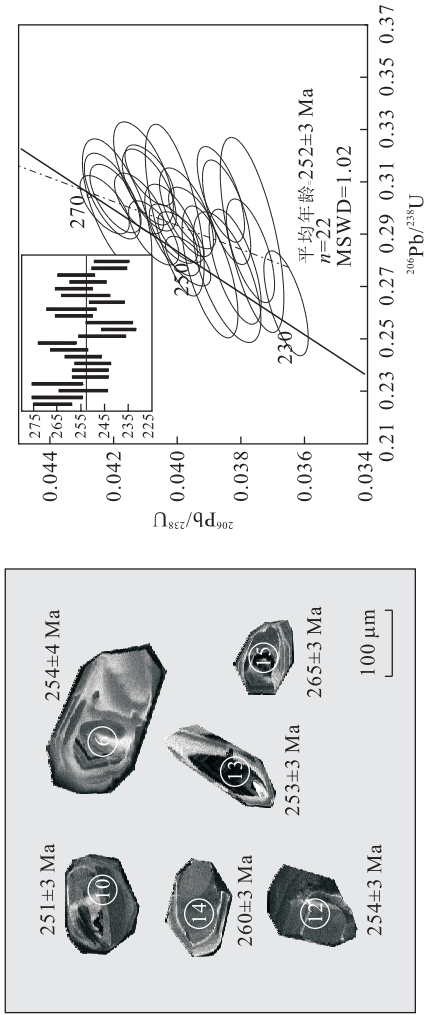 251±3 Ma
254±4 Ma
10
6
14
13
260±3 Ma
253±3 Ma
12
15
254±3 Ma
265±3 Ma
100 μm
²⁰⁶Pb/²³⁸U
0.044
0.042
0.040
0.038
0.036
0.034
275
265
255
245
235
225
270
250
230
平均年龄=252±3 Ma
n=22
MSWD=1.02
0.21 0.23 0.25 0.27 0.29 0.31 0.33 0.35 0.37
²⁰⁶Pb/²³⁸U